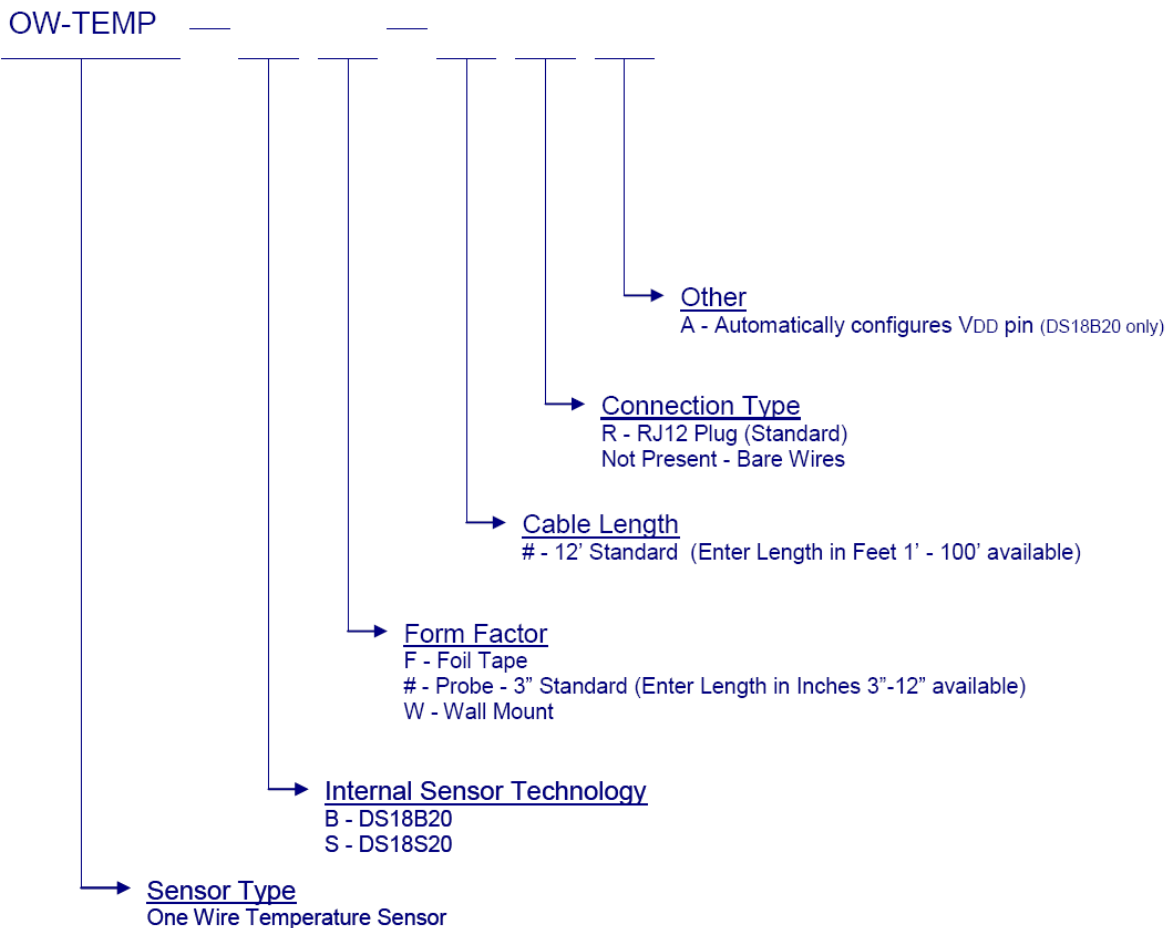 OW-TEMP
Other
A - Automatically configures VDD pin (DS18B20 only)
Connection Type
R - RJ12 Plug (Standard)
Not Present - Bare Wires
Cable Length
# - 12’ Standard (Enter Length in Feet 1’ - 100’ available)
Form Factor
F - Foil Tape
# - Probe - 3” Standard (Enter Length in Inches 3”-12” available)
W - Wall Mount
Internal Sensor Technology
B - DS18B20
S - DS18S20
Sensor Type
One Wire Temperature Sensor